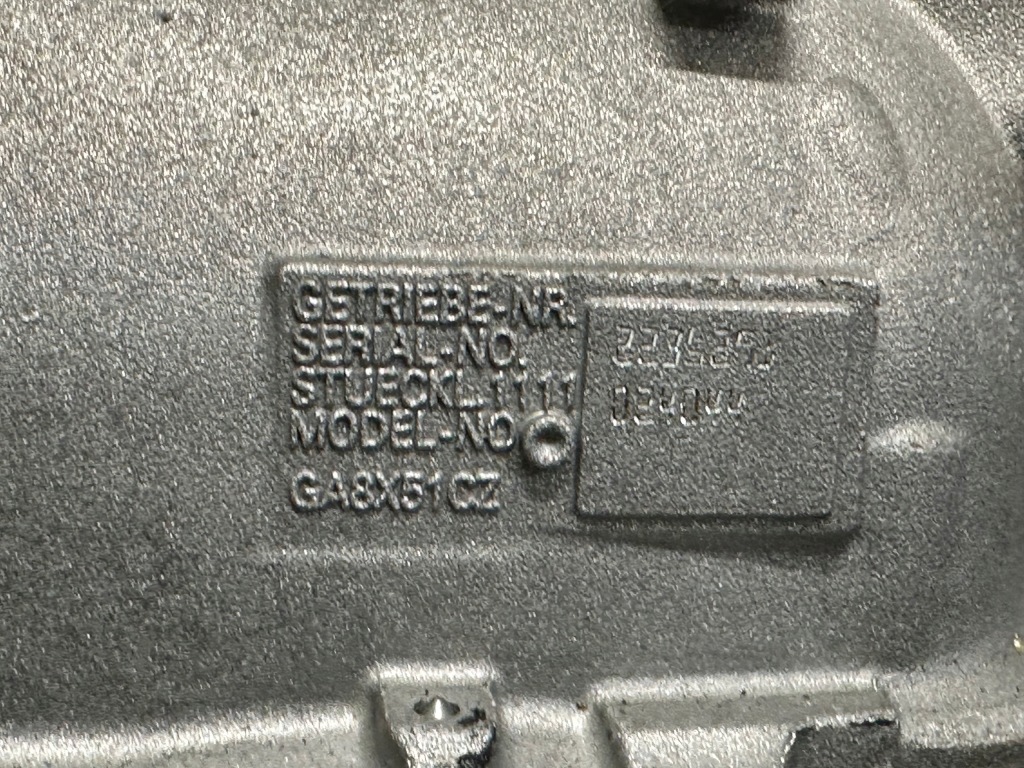 GETRIEBE-NR.
SERIAL-NO.
STUECKL.1111
MODEL-NO
GA8X51CZ